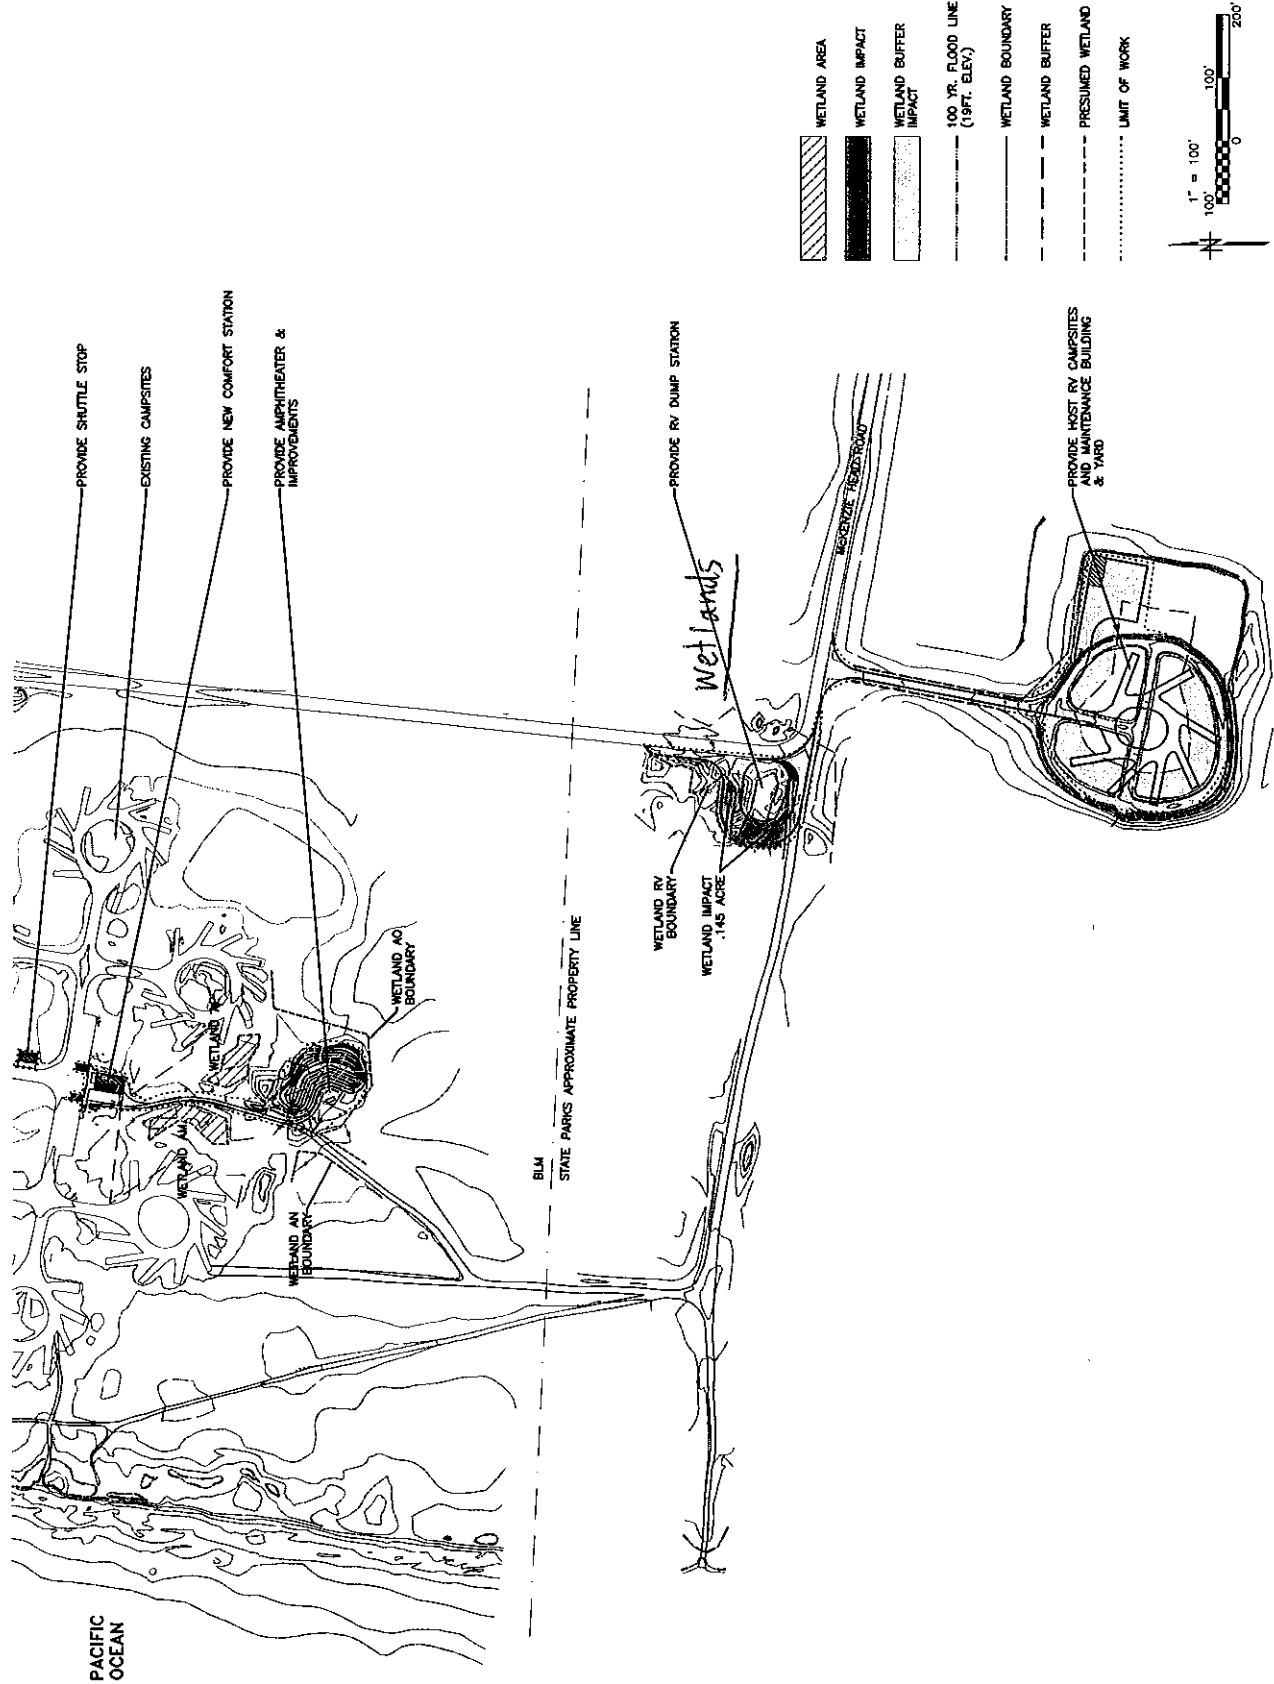 PROVIDE SHUTTLE STOP
EXISTING CAMPSITES
PROVIDE NEW COMFORT STATION
PROVIDE AMPHITHEATER &
IMPROVEMENTS
PROVIDE RV DUMP STATION
MCKENZIE HEAD ROAD
PROVIDE HOST RV CAMPSITES
AND MAINTENANCE BUILDING
& YARD
Wetlands
WETLAND RV
BOUNDARY
WETLAND IMPACT
.145 ACRE
WETLAND AO
BOUNDARY
WETLAND
WETLAND AM
WETLAND AN
BOUNDARY
BLM
STATE PARKS APPROXIMATE PROPERTY LINE
PACIFIC
OCEAN
WETLAND AREA
WETLAND IMPACT
WETLAND BUFFER
IMPACT
100 YR. FLOOD LINE
(19FT. ELEV.)
WETLAND BOUNDARY
WETLAND BUFFER
PRESUMED WETLAND
LIMIT OF WORK
N
1" = 100'
100'
0
100'
200'